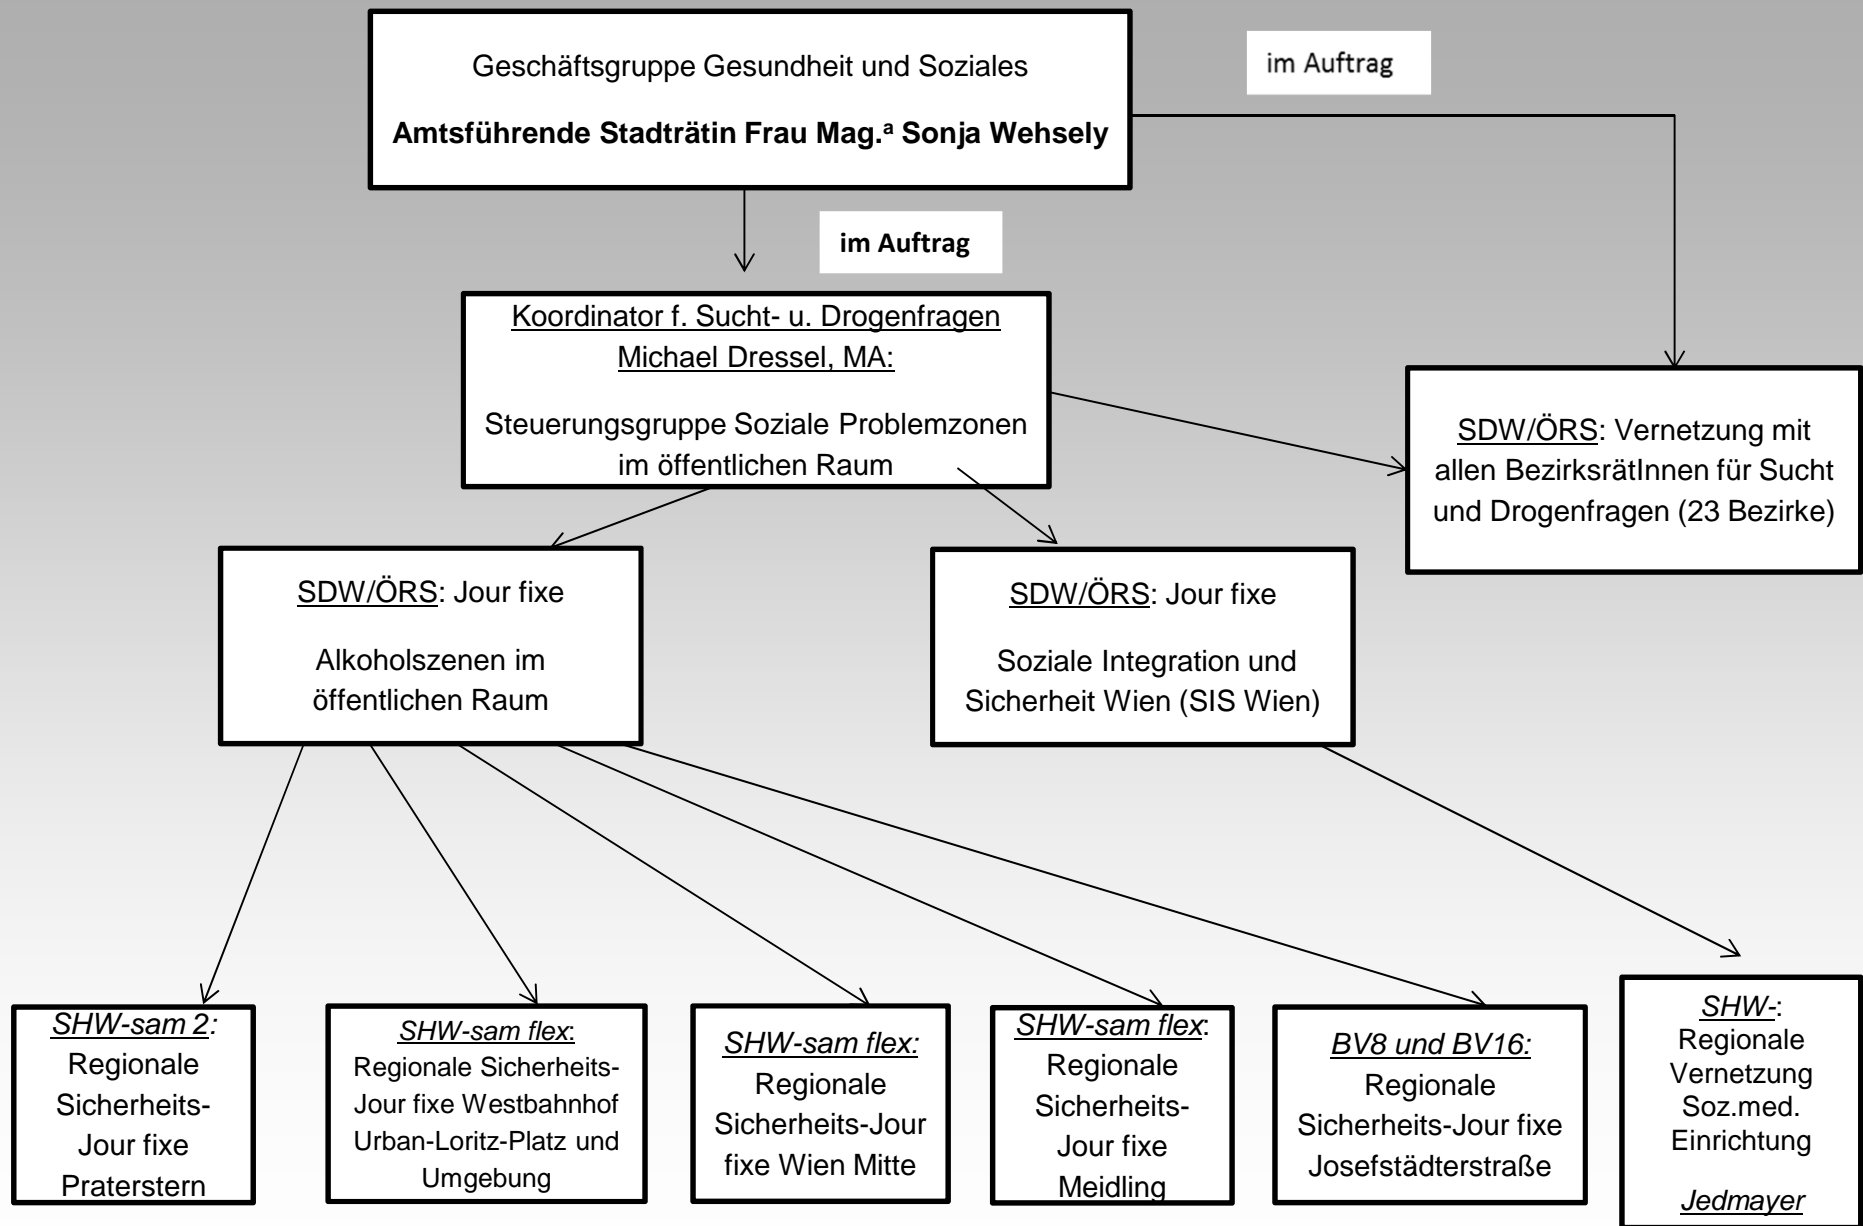 Geschäftsgruppe Gesundheit und Soziales
Amtsführende Stadträtin Frau Mag.ª Sonja Wehsely
im Auftrag
im Auftrag
Koordinator f. Sucht- u. Drogenfragen
Michael Dressel, MA:
Steuerungsgruppe Soziale Problemzonen
im öffentlichen Raum
SDW/ÖRS: Vernetzung mit
allen BezirksrätInnen für Sucht
und Drogenfragen (23 Bezirke)
SDW/ÖRS: Jour fixe
Alkoholszenen im
öffentlichen Raum
SDW/ÖRS: Jour fixe
Soziale Integration und
Sicherheit Wien (SIS Wien)
SHW-sam 2:
Regionale
Sicherheits-
Jour fixe
Praterstern
SHW-sam flex:
Regionale Sicherheits-
Jour fixe Westbahnhof
Urban-Loritz-Platz und
Umgebung
SHW-sam flex:
Regionale
Sicherheits-Jour
fixe Wien Mitte
SHW-sam flex:
Regionale
Sicherheits-
Jour fixe
Meidling
BV8 und BV16:
Regionale
Sicherheits-Jour fixe
Josefstädterstraße
SHW-:
Regionale
Vernetzung
Soz.med.
Einrichtung
Jedmayer